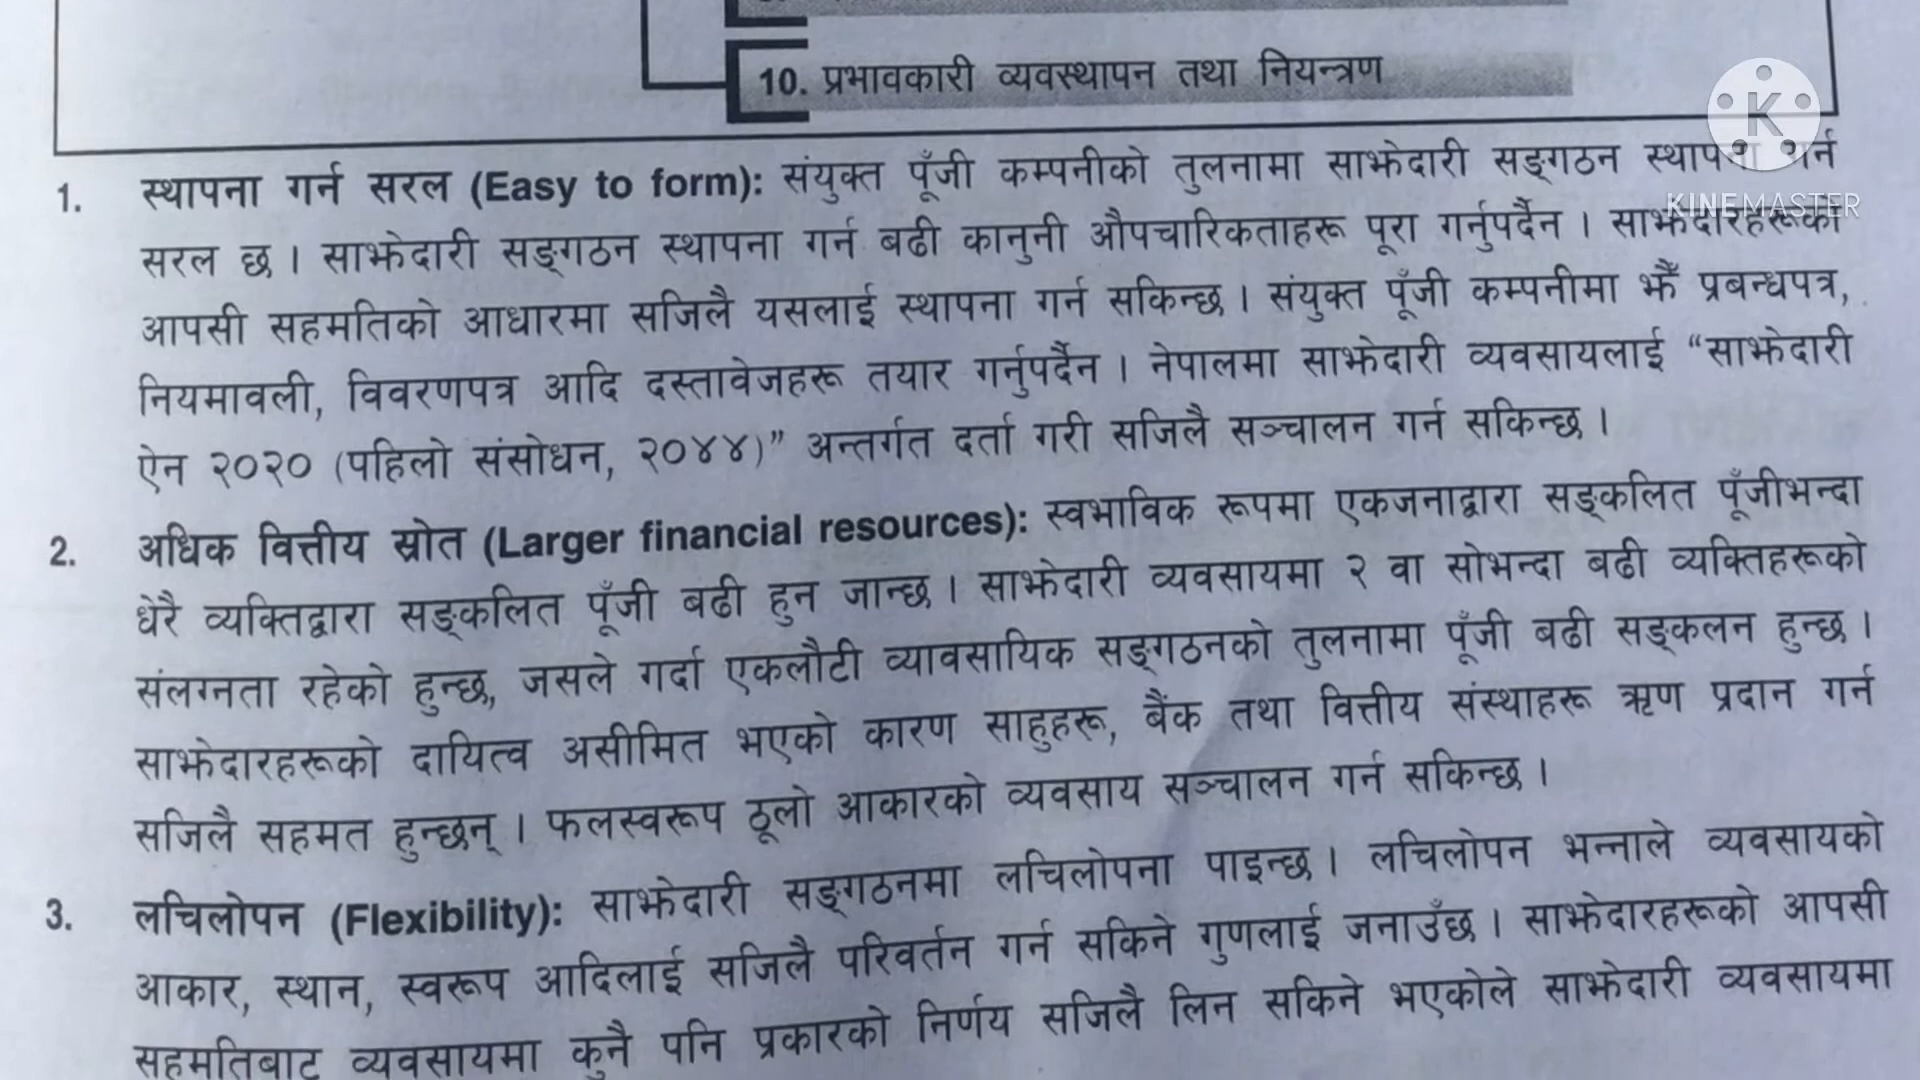 10. प्रभावकारी व्यवस्थापन तथा नियन्त्रण
K
KINEMASTER
1. स्थापना गर्न सरल (Easy to form): संयुक्त पूँजी कम्पनीको तुलनामा साझेदारी सङ्गठन स्थापना गर्न
सरल छ । साझेदारी सङ्गठन स्थापना गर्न बढी कानुनी औपचारिकताहरू पूरा गर्नुपर्दैन । साझेदारहरूको
आपसी सहमतिको आधारमा सजिलै यसलाई स्थापना गर्न सकिन्छ । संयुक्त पूँजी कम्पनीमा झैँ प्रबन्धपत्र,
नियमावली, विवरणपत्र आदि दस्तावेजहरू तयार गर्नुपर्दैन । नेपालमा साझेदारी व्यवसायलाई “साझेदारी
ऐन २०२० (पहिलो संसोधन, २०४४)” अन्तर्गत दर्ता गरी सजिलै सञ्चालन गर्न सकिन्छ ।
2. अधिक वित्तीय स्रोत (Larger financial resources): स्वभाविक रूपमा एकजनाद्वारा सङ्कलित पूँजीभन्दा
धेरै व्यक्तिद्वारा सङ्कलित पूँजी बढी हुन जान्छ । साझेदारी व्यवसायमा २ वा सोभन्दा बढी व्यक्तिहरूको
संलग्नता रहेको हुन्छ, जसले गर्दा एकलौटी व्यावसायिक सङ्गठनको तुलनामा पूँजी बढी सङ्कलन हुन्छ ।
साझेदारहरूको दायित्व असीमित भएको कारण साहुहरू, बैंक तथा वित्तीय संस्थाहरू ऋण प्रदान गर्न
सजिलै सहमत हुन्छन् । फलस्वरूप ठूलो आकारको व्यवसाय सञ्चालन गर्न सकिन्छ ।
3. लचिलोपन (Flexibility): साझेदारी सङ्गठनमा लचिलोपना पाइन्छ । लचिलोपन भन्नाले व्यवसायको
आकार, स्थान, स्वरूप आदिलाई सजिलै परिवर्तन गर्न सकिने गुणलाई जनाउँछ । साझेदारहरूको आपसी
सहमतिबाट व्यवसायमा कुनै पनि प्रकारको निर्णय सजिलै लिन सकिने भएकोले साझेदारी व्यवसायमा